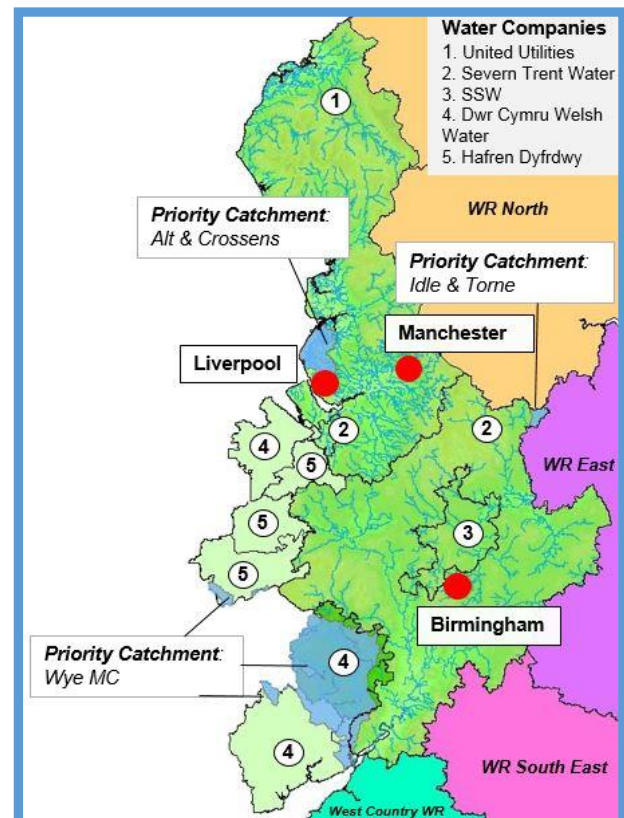 Water Companies
1. United Utilities
2. Severn Trent Water
3. SSW
4. Dwr Cymru Welsh
Water
5. Hafren Dyfrdwy
1
Priority Catchment:
Alt & Crossens
WR North
Priority Catchment:
Idle & Torne
Manchester
Liverpool
2
2
4
5
WR East
5
3
5
Birmingham
Priority Catchment:
Wye MC
4
4
WR South East
West Country WR